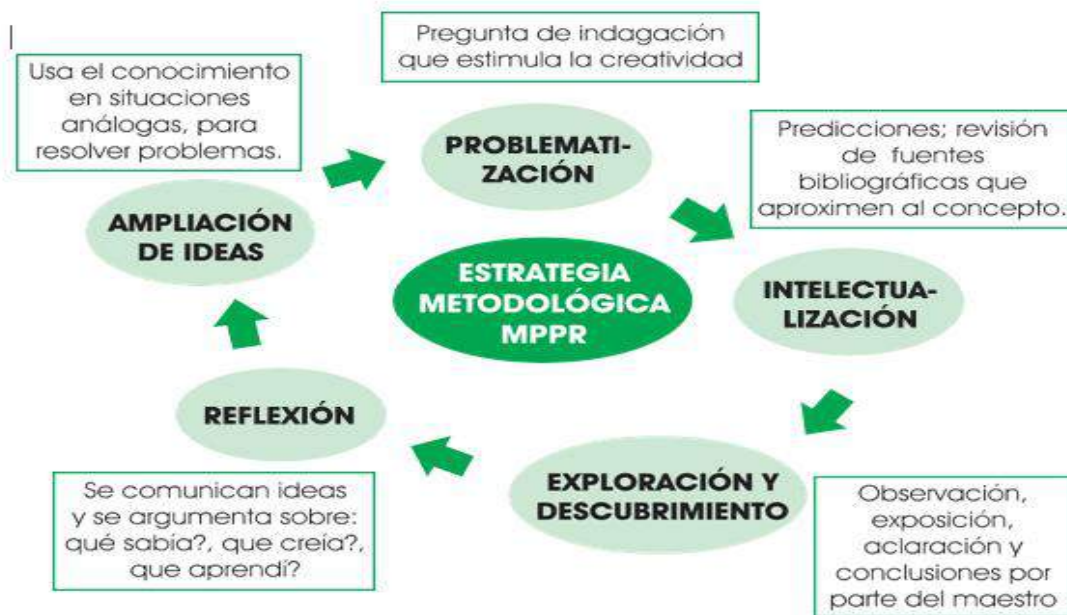 Pregunta de indagación
que estimula la creatividad
PROBLEMATI-
ZACIÓN
Predicciones; revisión
de fuentes
bibliográficas que
aproximen al concepto.
INTELECTUA-
LIZACIÓN
Observación,
exposición,
aclaración y
conclusiones por
parte del maestro
EXPLORACIÓN Y
DESCUBRIMIENTO
Se comunican ideas
y se argumenta sobre:
qué sabía?, que creía?,
que aprendí?
REFLEXIÓN
Usa el conocimiento
en situaciones
análogas, para
resolver problemas.
AMPLIACIÓN
DE IDEAS
ESTRATEGIA
METODOLÓGICA
MPPR